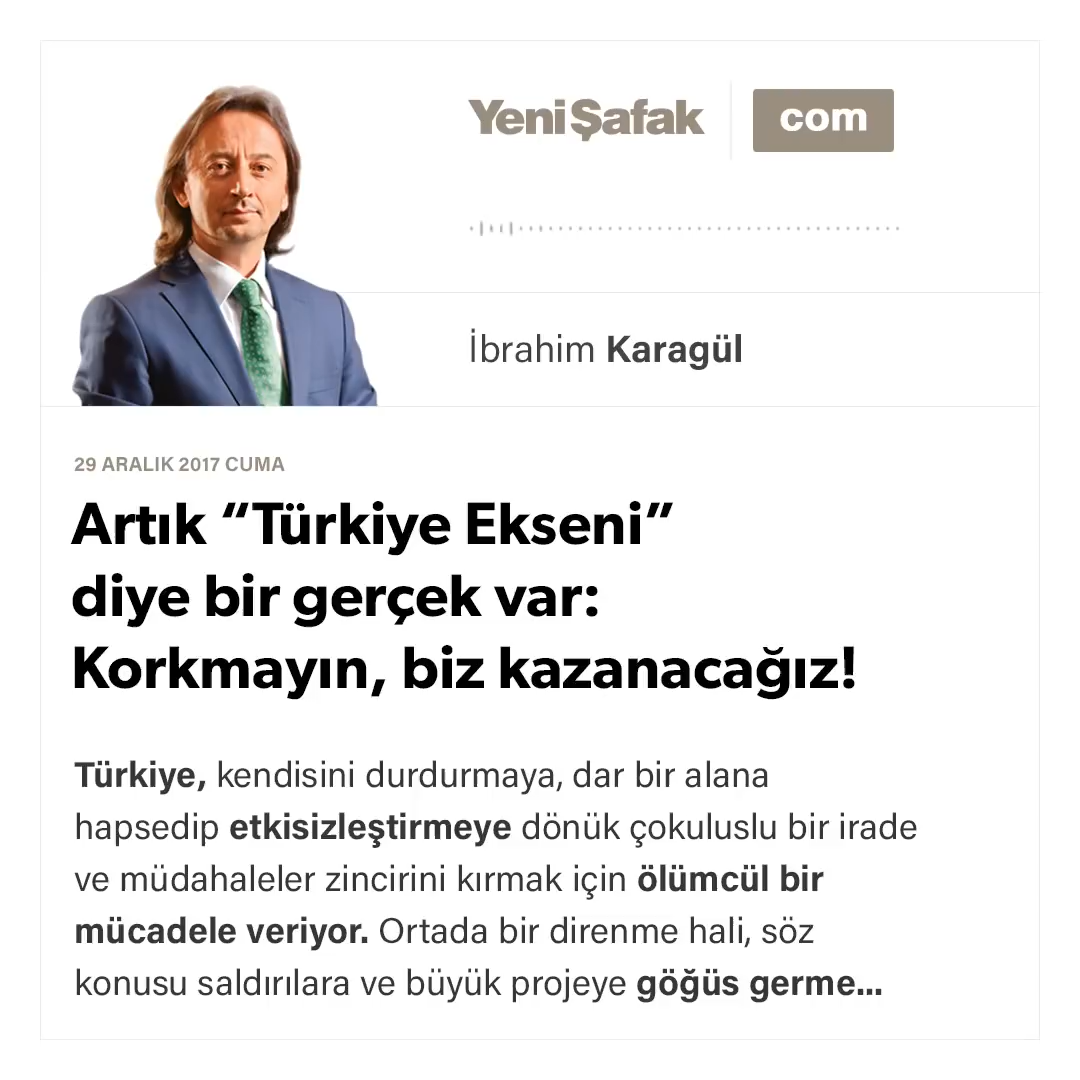 YeniŞafak com
İbrahim Karagül
29 ARALIK 2017 CUMA
Artık “Türkiye Ekseni”
diye bir gerçek var:
Korkmayın, biz kazanacağız!
Türkiye, kendisini durdurmaya, dar bir alana
hapsedip etkisizleştirmeye dönük çokuluslu bir irade
ve müdahaleler zincirini kırmak için ölümcül bir
mücadele veriyor. Ortada bir direnme hali, söz
konusu saldırılara ve büyük projeye göğüs germe...